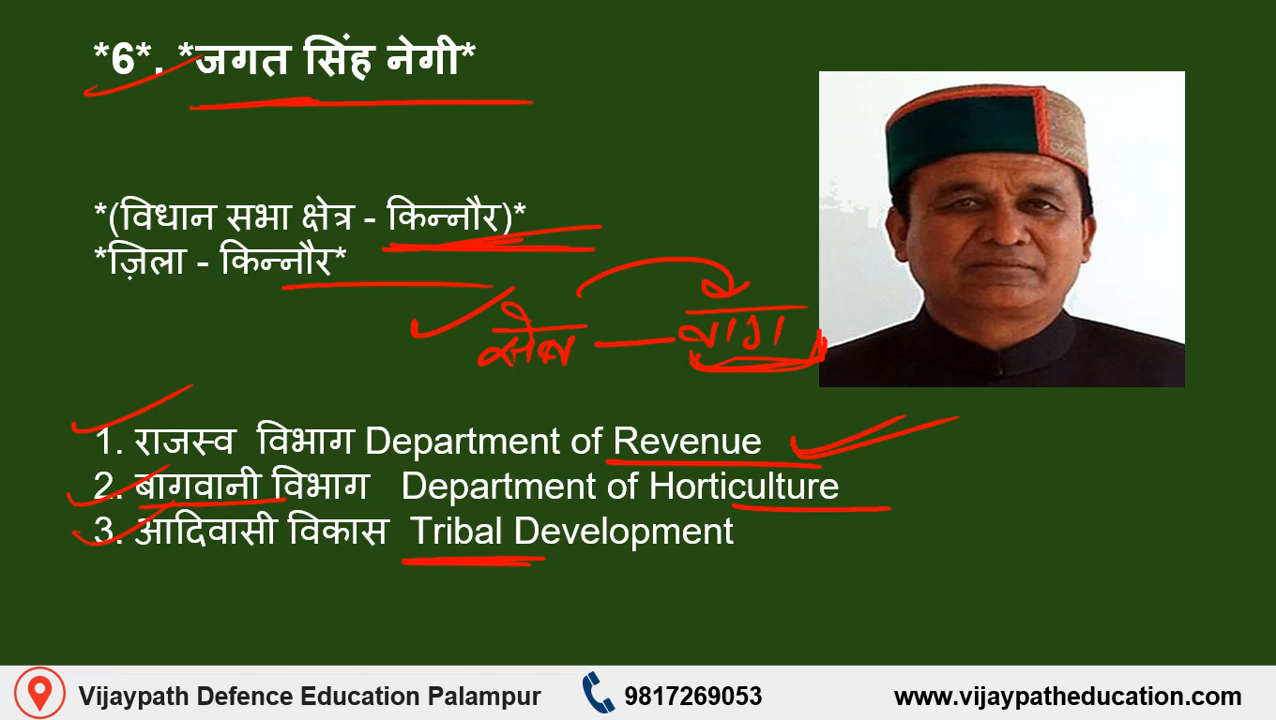 *6*. *जगत सिंह नेगी*
*(विधान सभा क्षेत्र - किन्नौर)*
*ज़िला - किन्नौर*
सेब — बाग
1. राजस्व विभाग Department of Revenue
2. बागवानी विभाग Department of Horticulture
3. आदिवासी विकास Tribal Development
Vijaypath Defence Education Palampur 9817269053 www.vijaypatheducation.com